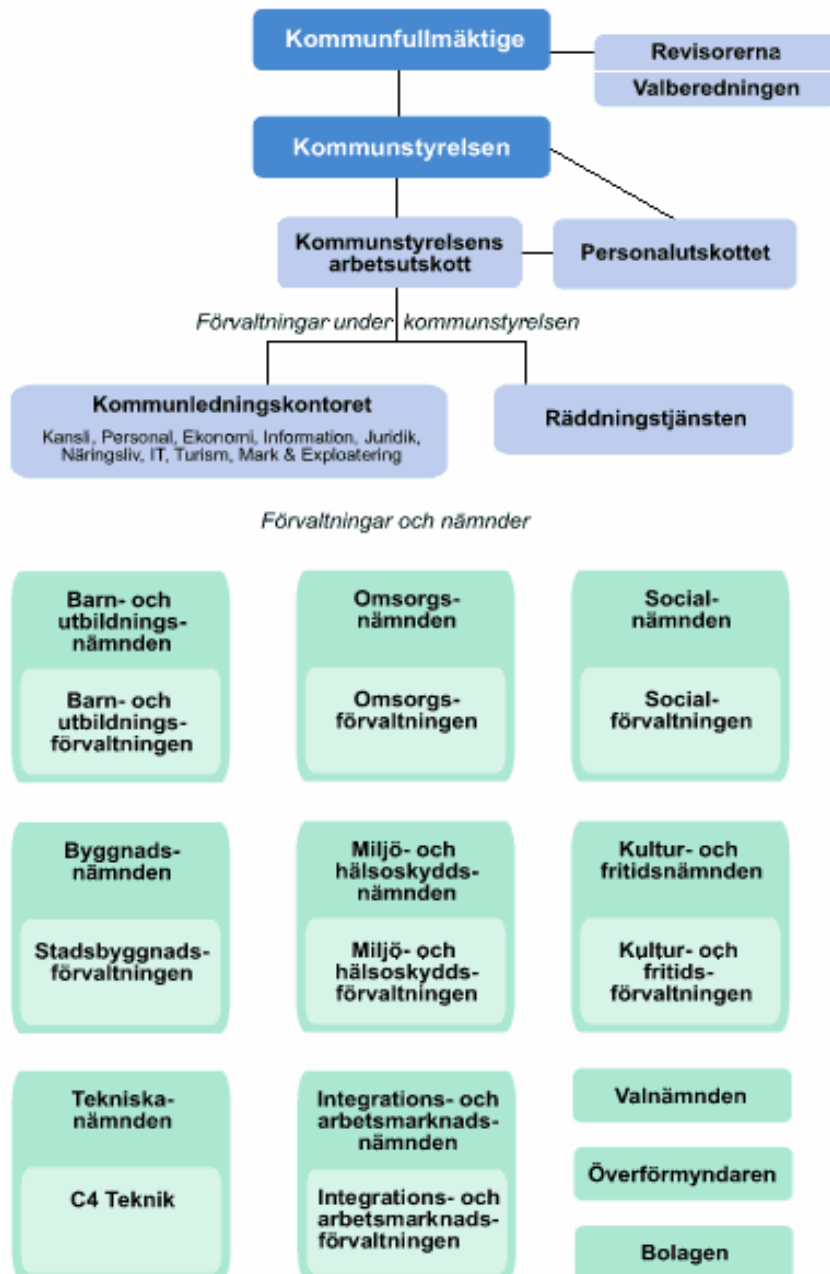 Kommunfullmäktige
Revisorerna
Valberedningen
Kommunstyrelsen
Kommunstyrelsens
arbetsutskott
Personalutskottet
Förvaltningar under kommunstyrelsen
Kommunledningskontoret
Kansli, Personal, Ekonomi, Information, Juridik,
Näringsliv, IT, Turism, Mark & Exploatering
Räddningstjänsten
Förvaltningar och nämnder
Barn- och
utbildnings-
nämnden
Barn- och
utbildnings-
förvaltningen
Omsorgs-
nämnden
Omsorgs-
förvaltningen
Social-
nämnden
Social-
förvaltningen
Byggnads-
nämnden
Stadsbyggnads-
förvaltningen
Miljö- och
hälsoskydds-
nämnden
Miljö- och
hälsoskydds-
förvaltningen
Kultur- och
fritidsnämnden
Kultur- och
fritids-
förvaltningen
Tekniska-
nämnden
C4 Teknik
Integrations- och
arbetsmarknads-
nämnden
Integrations- och
arbetsmarknads-
förvaltningen
Valnämnden
Överförmyndaren
Bolagen